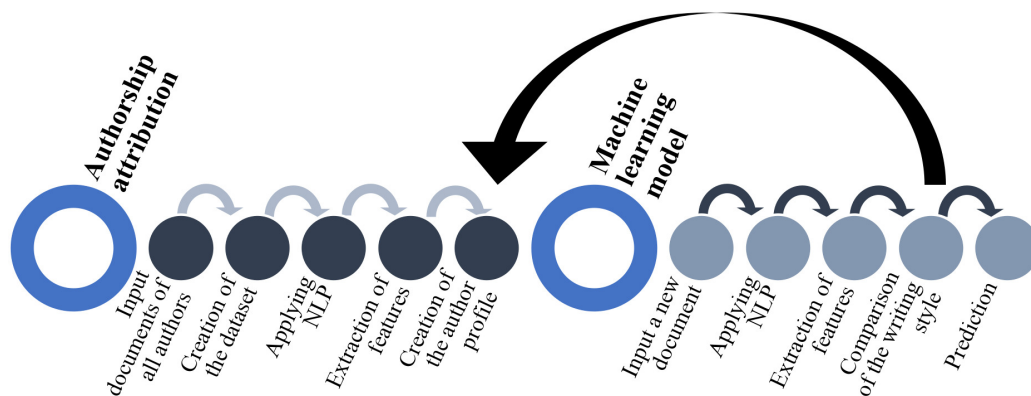 Authorship
attribution
Input
documents of
all authors
Creation of
the dataset
Applying
NLP
Extraction of
features
Creation of
the author
profile
Machine
learning
model
Input a new
document
Applying
NLP
Extraction of
features
Comparison
of the writing
style
Prediction